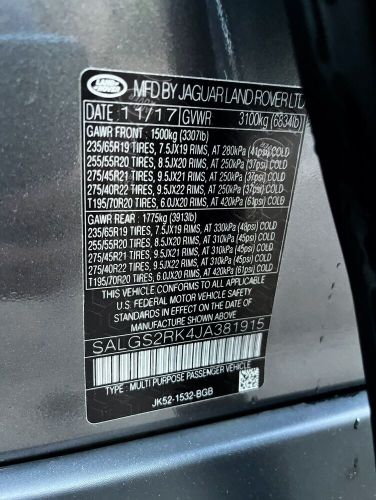 LAND ROVER
MFD BY JAGUAR LAND ROVER LTD
DATE 11/17 GVWR 3100kg (6834lb)
GAWR FRONT : 1500kg (3307lb)
235/65R19 TIRES, 7.5JX19 RIMS, AT 280kPa (41psi) COLD
255/55R20 TIRES, 8.5JX20 RIMS, AT 250kPa (37psi) COLD
275/45R21 TIRES, 9.5JX21 RIMS, AT 250kPa (37psi) COLD
275/40R22 TIRES, 9.5JX22 RIMS, AT 250kPa (37psi) COLD
T195/70R20 TIRES, 6.0JX20 RIMS, AT 420kPa (61psi) COLD
GAWR REAR : 1775kg (3913lb)
235/65R19 TIRES, 7.5JX19 RIMS, AT 330kPa (48psi) COLD
255/55R20 TIRES, 8.5JX20 RIMS, AT 310kPa (45psi) COLD
275/45R21 TIRES, 9.5JX21 RIMS, AT 310kPa (45psi) COLD
275/40R22 TIRES, 9.5JX22 RIMS, AT 310kPa (45psi) COLD
T195/70R20 TIRES, 6.0JX20 RIMS, AT 420kPa (61psi) COLD
THIS VEHICLE CONFORMS TO ALL APPLICABLE
U.S. FEDERAL MOTOR VEHICLE SAFETY
AND THEFT PREVENTION STANDARDS
IN EFFECT ON THE DATE OF
MANUFACTURE SHOWN ABOVE.
SALGS2RK4JA381915
TYPE: MULTI PURPOSE PASSENGER VEHICLE
JK52-1532-BGB